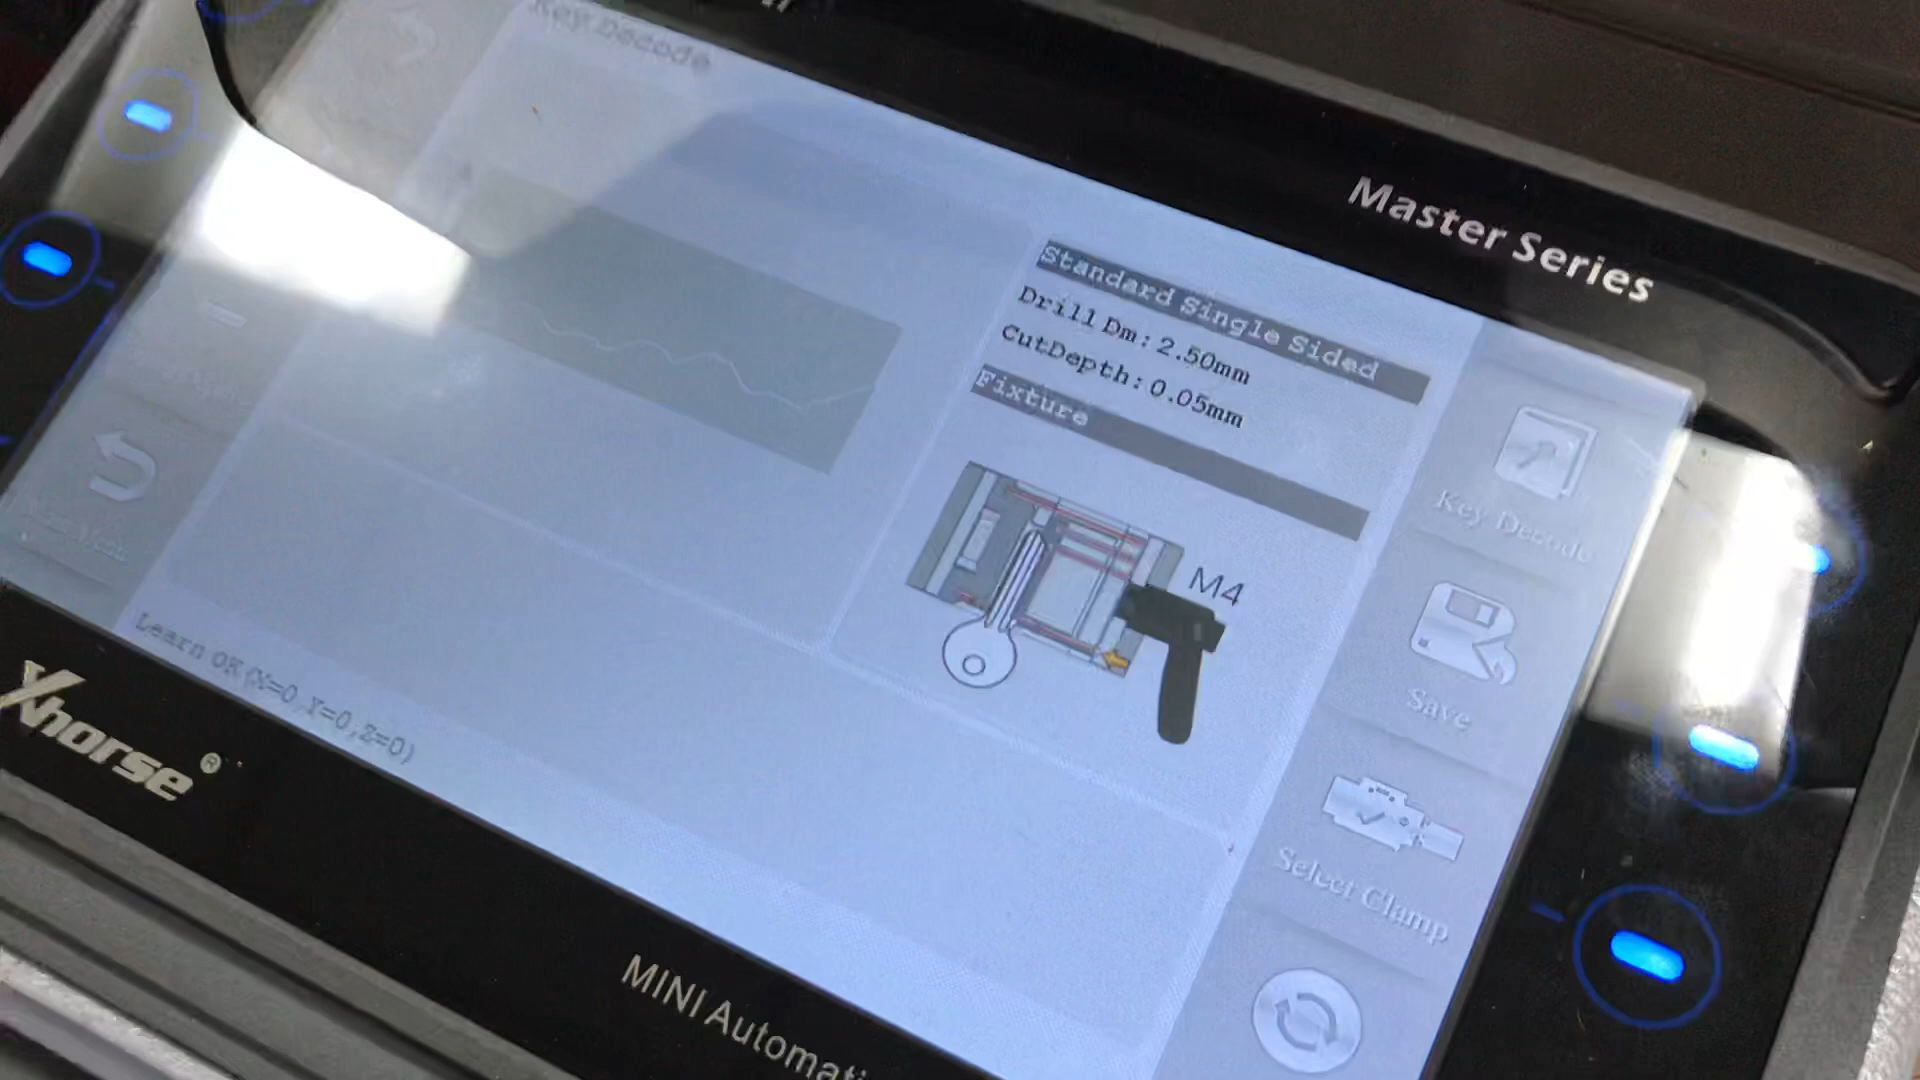 Key Decode
Master Series
Standard Single Sided
Drill Dm: 2.50mm
CutDepth: 0.05mm
Fixture
M4
Key Decode
Save
Select Clamp
Learn OK(X=0,Y=0,Z=0)
Xhorse®
MINI Automati